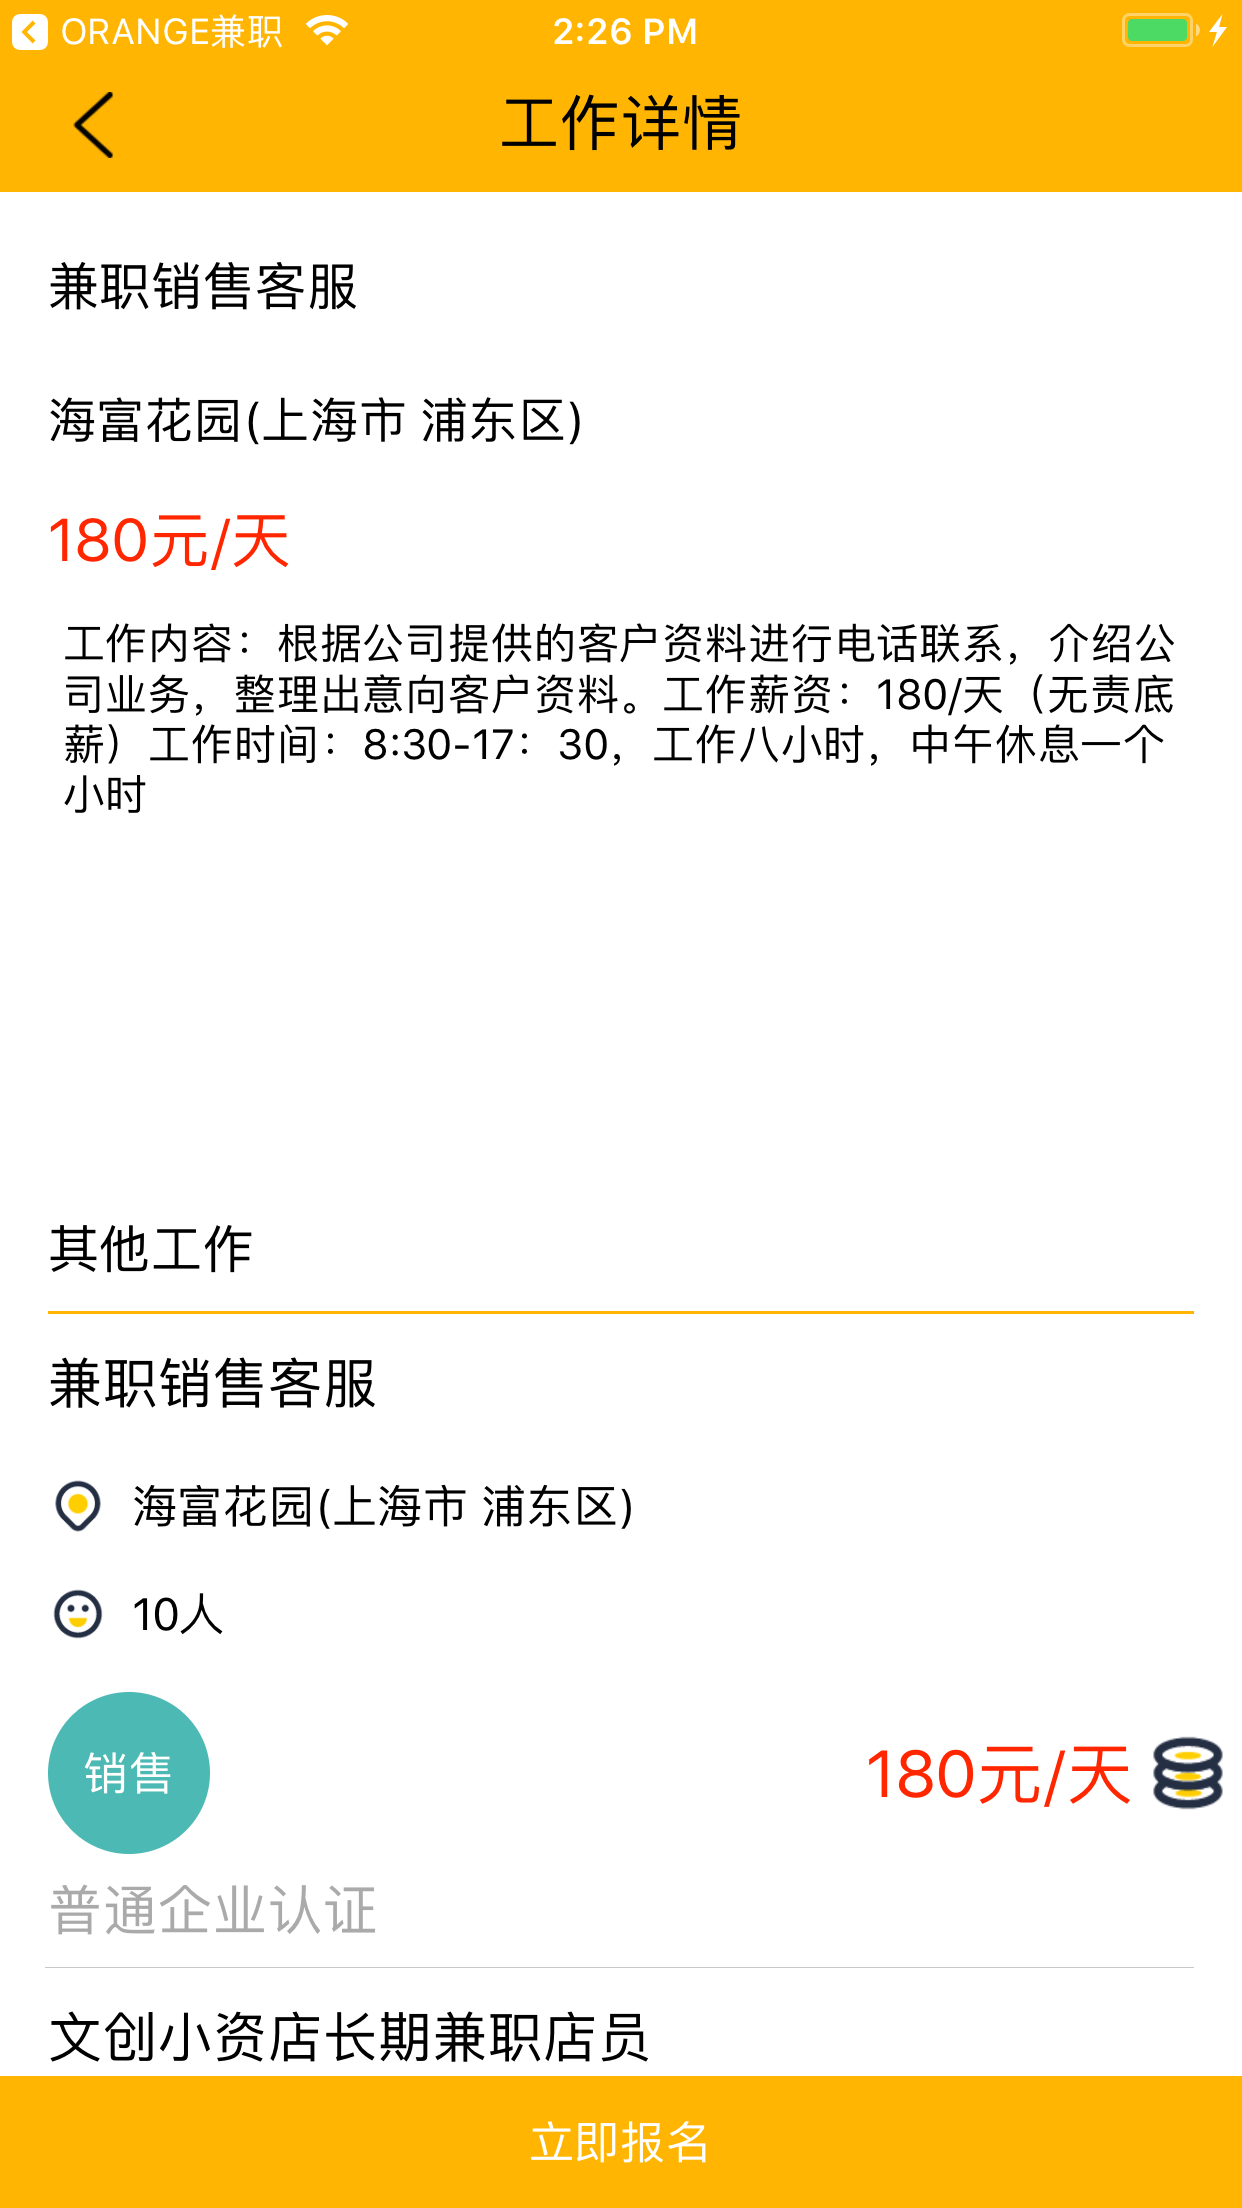 ORANGE兼职
2:26 PM
工作详情
兼职销售客服
海富花园(上海市 浦东区)
180元/天
工作内容：根据公司提供的客户资料进行电话联系，介绍公
司业务，整理出意向客户资料。工作薪资：180/天（无责底
薪）工作时间：8:30-17：30，工作八小时，中午休息一个
小时
其他工作
兼职销售客服
海富花园(上海市 浦东区)
10人
销售
180元/天
普通企业认证
文创小资店长期兼职店员
立即报名